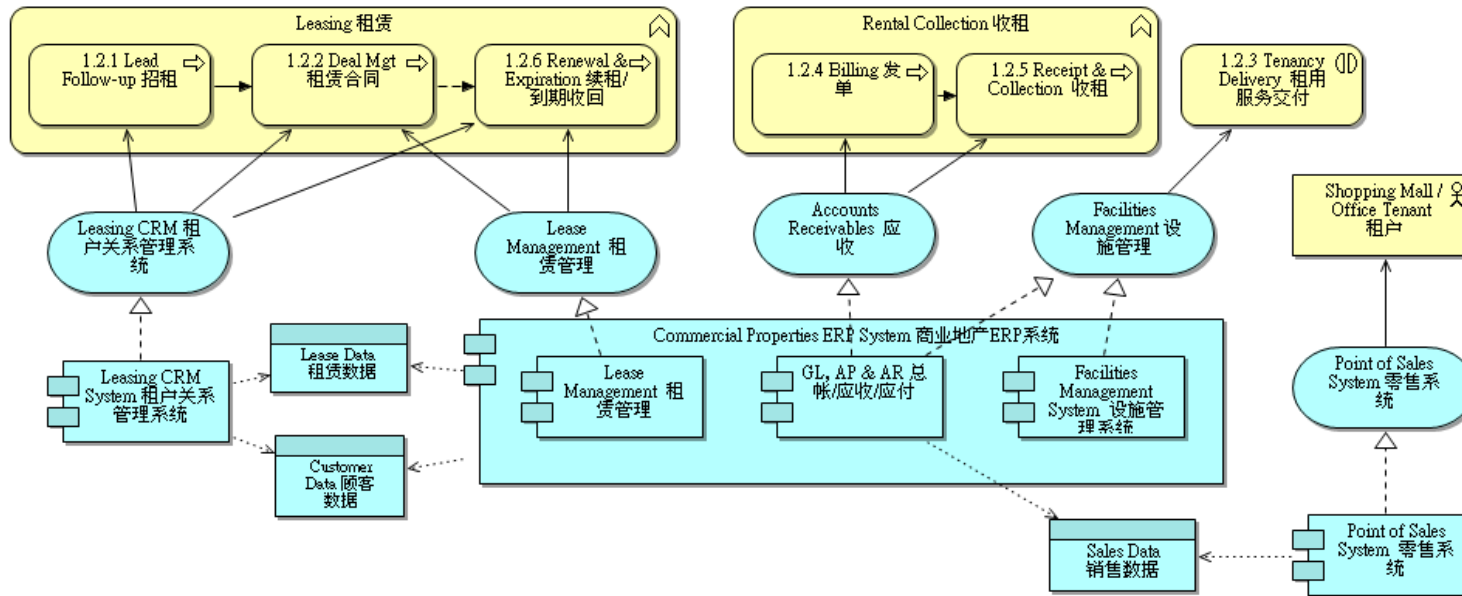 Leasing 租赁
1.2.1 Lead
Follow-up 招租
1.2.2 Deal Mgt
租赁合同
1.2.6 Renewal &
Expiration 续租/
到期收回
Rental Collection 收租
1.2.4 Billing 发
单
1.2.5 Receipt &
Collection 收租
1.2.3 Tenancy
Delivery 租用
服务交付
Shopping Mall /
Office Tenant
租户
Leasing CRM 租
户关系管理系
统
Lease
Management 租
赁管理
Accounts
Receivables 应
收
Facilities
Management 设
施管理
Point of Sales
System 零售系
统
Leasing CRM
System 租户关系
管理系统
Lease Data
租赁数据
Customer
Data 顾客
数据
Commercial Properties ERP System 商业地产ERP系统
Lease
Management 租
赁管理
GL, AP & AR 总
帐/应收/应付
Facilities
Management
System 设施管
理系统
Sales Data
销售数据
Point of Sales
System 零售系
统